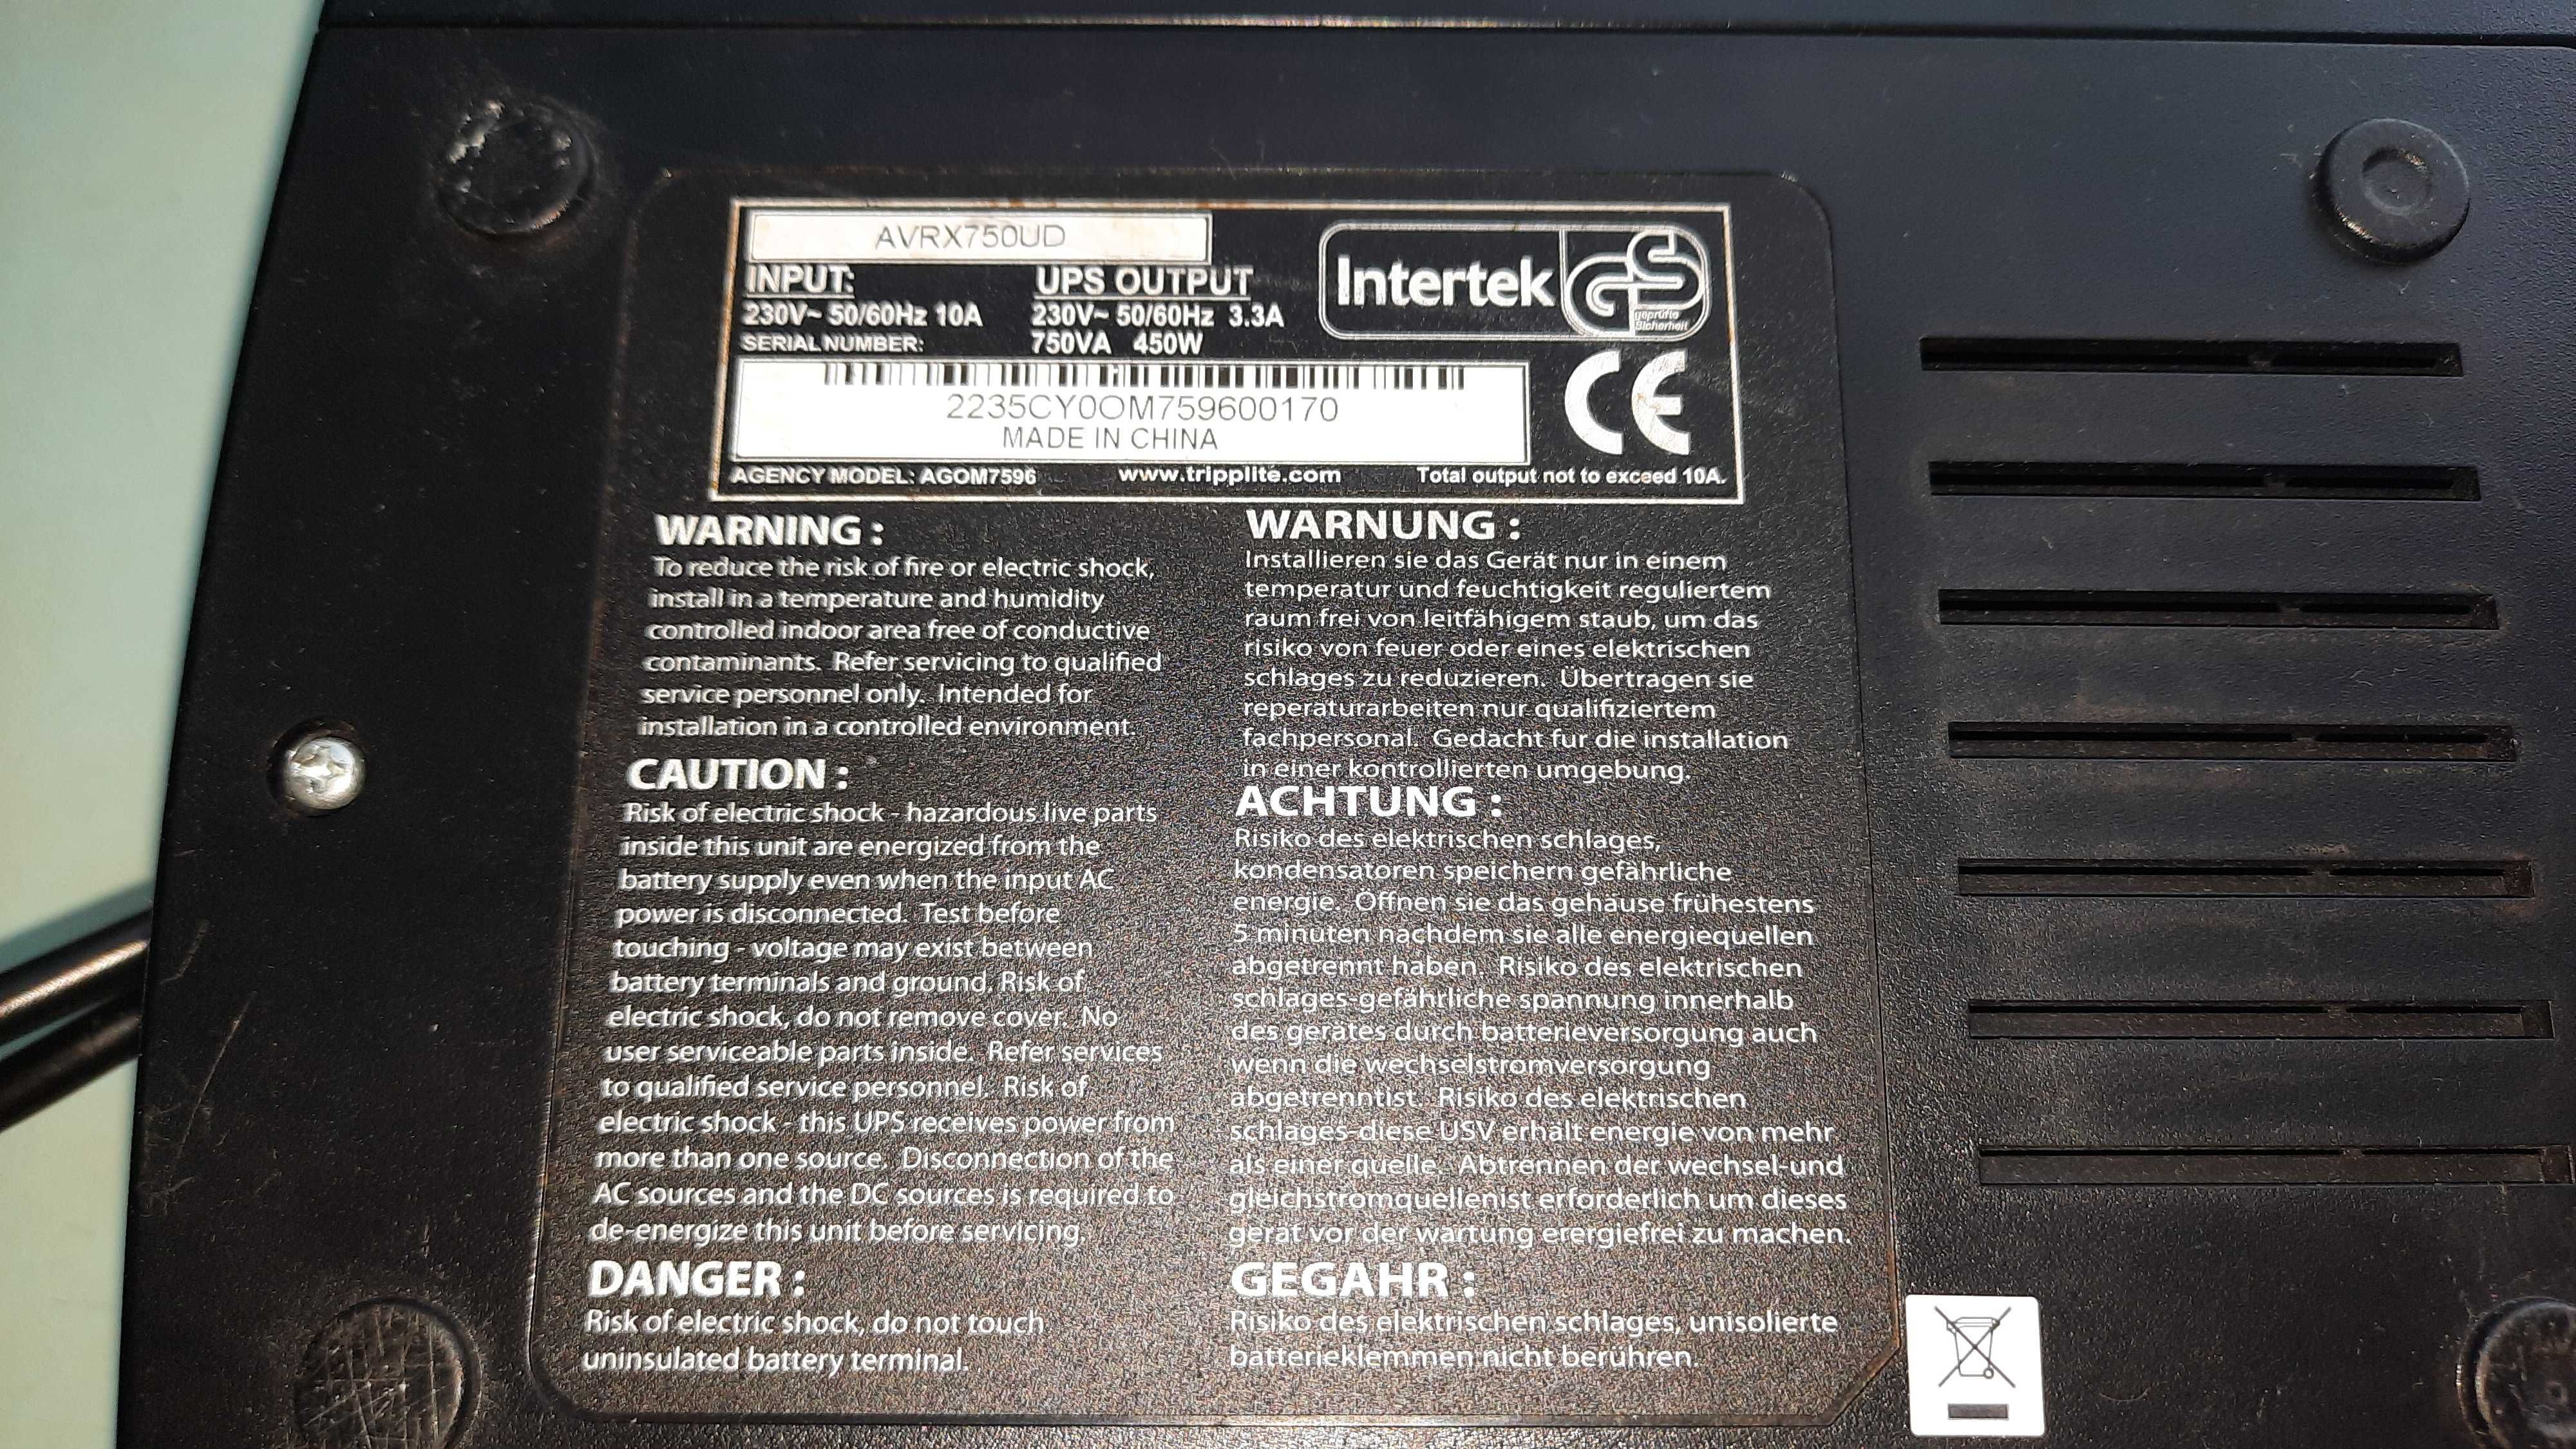 AVRX750UD
INPUT:
230V~ 50/60Hz 10A
SERIAL NUMBER:
UPS OUTPUT
230V~ 50/60Hz 3.3A
750VA 450W
Intertek
GS
geprüfte
Sicherheit
2235CY0OM759600170
MADE IN CHINA
CE
AGENCY MODEL: AGOM7596
www.tripplite.com
Total output not to exceed 10A.
WARNING :
To reduce the risk of fire or electric shock,
install in a temperature and humidity
controlled indoor area free of conductive
contaminants. Refer servicing to qualified
service personnel only. Intended for
installation in a controlled environment.
CAUTION :
Risk of electric shock - hazardous live parts
inside this unit are energized from the
battery supply even when the input AC
power is disconnected. Test before
touching - voltage may exist between
battery terminals and ground. Risk of
electric shock, do not remove cover. No
user serviceable parts inside. Refer services
to qualified service personnel. Risk of
electric shock - this UPS receives power from
more than one source. Disconnection of the
AC sources and the DC sources is required to
de-energize this unit before servicing.
DANGER :
Risk of electric shock, do not touch
uninsulated battery terminal.
WARNUNG :
Installieren sie das Gerät nur in einem
temperatur und feuchtigkeit reguliertem
raum frei von leitfähigem staub, um das
risiko von feuer oder eines elektrischen
schlages zu reduzieren. Übertragen sie
reperaturarbeiten nur qualifiziertem
fachpersonal. Gedacht fur die installation
in einer kontrollierten umgebung.
ACHTUNG :
Risiko des elektrischen schlages,
kondensatoren speichern gefährliche
energie. Offnen sie das gehause frühestens
5 minuten nachdem sie alle energiequellen
abgetrennt haben. Risiko des elektrischen
schlages-gefährliche spannung innerhalb
des gerätes durch batterieversorgung auch
wenn die wechselstromversorgung
abgetrenntist. Risiko des elektrischen
schlages-diese USV erhalt energie von mehr
als einer quelle. Abtrennen der wechsel-und
gleichstromquellenist erforderlich um dieses
gerat vor der wartung erergiefrei zu machen.
GEGAHR :
Risiko des elektrischen schlages, unisolierte
batterieklemmen nicht beruhren.